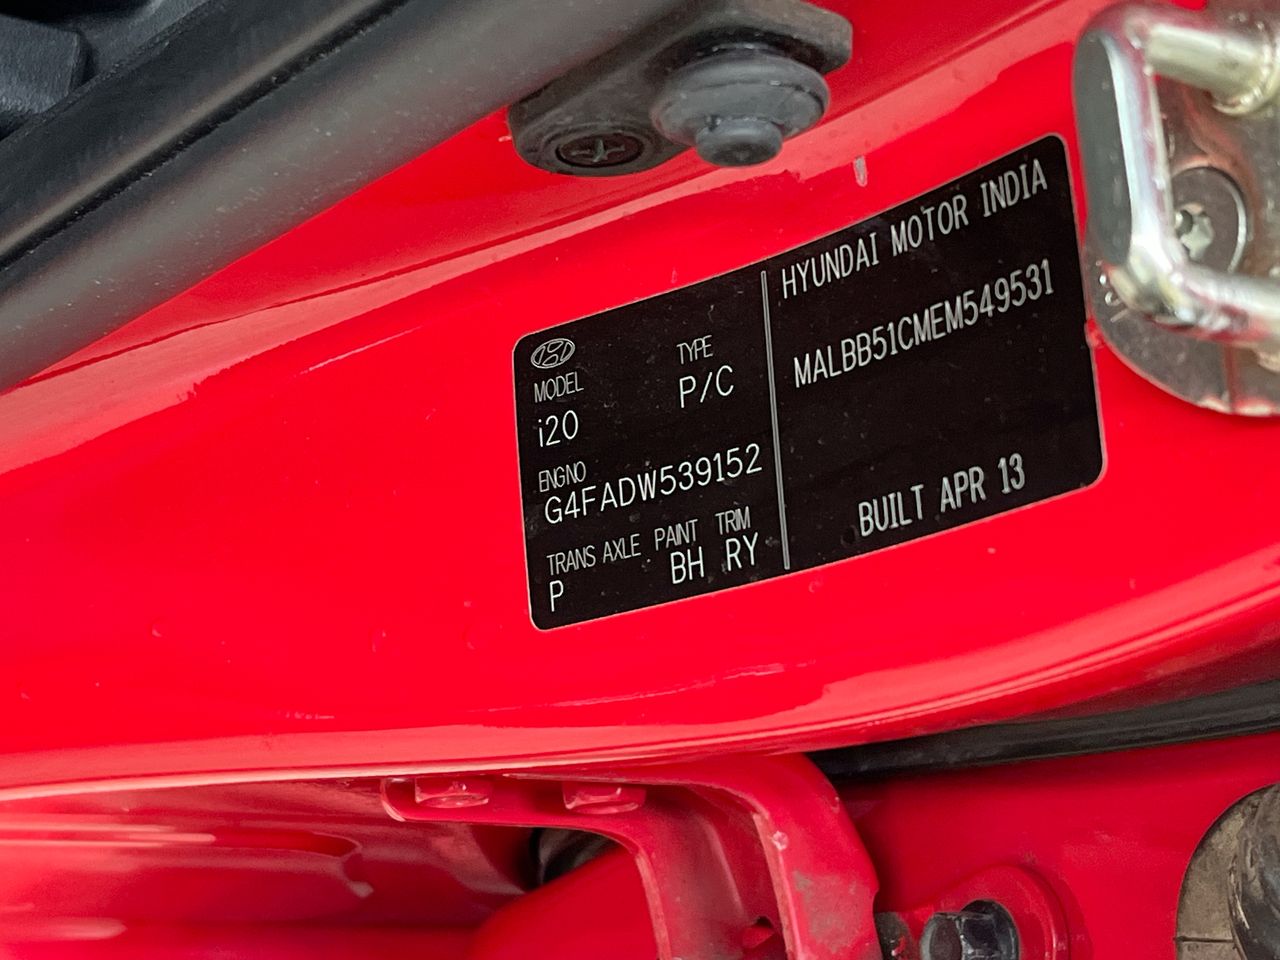 MODEL TYPE
i20 P/C
ENGNO
G4FADW539152
TRANS AXLE PAINT TRIM
P BH RY
HYUNDAI MOTOR INDIA
MALBB51CMEM549531
BUILT APR 13